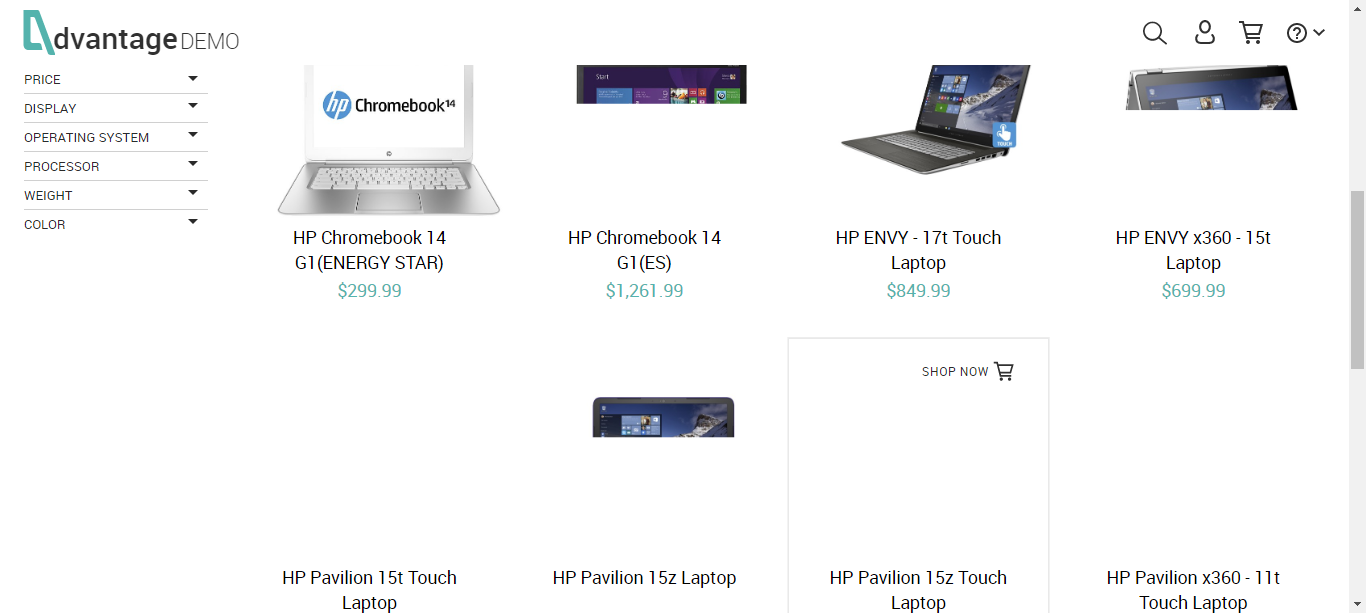 dvantage DEMO
PRICE
DISPLAY
OPERATING SYSTEM
PROCESSOR
WEIGHT
COLOR
hp Chromebook 14
Start
TOUCH
HP Chromebook 14
G1(ENERGY STAR)
$299.99
HP Chromebook 14
G1(ES)
$1,261.99
HP ENVY - 17t Touch
Laptop
$849.99
HP ENVY x360 - 15t
Laptop
$699.99
SHOP NOW
HP Pavilion 15t Touch
Laptop
HP Pavilion 15z Laptop
HP Pavilion 15z Touch
Laptop
HP Pavilion x360 - 11t
Touch Laptop